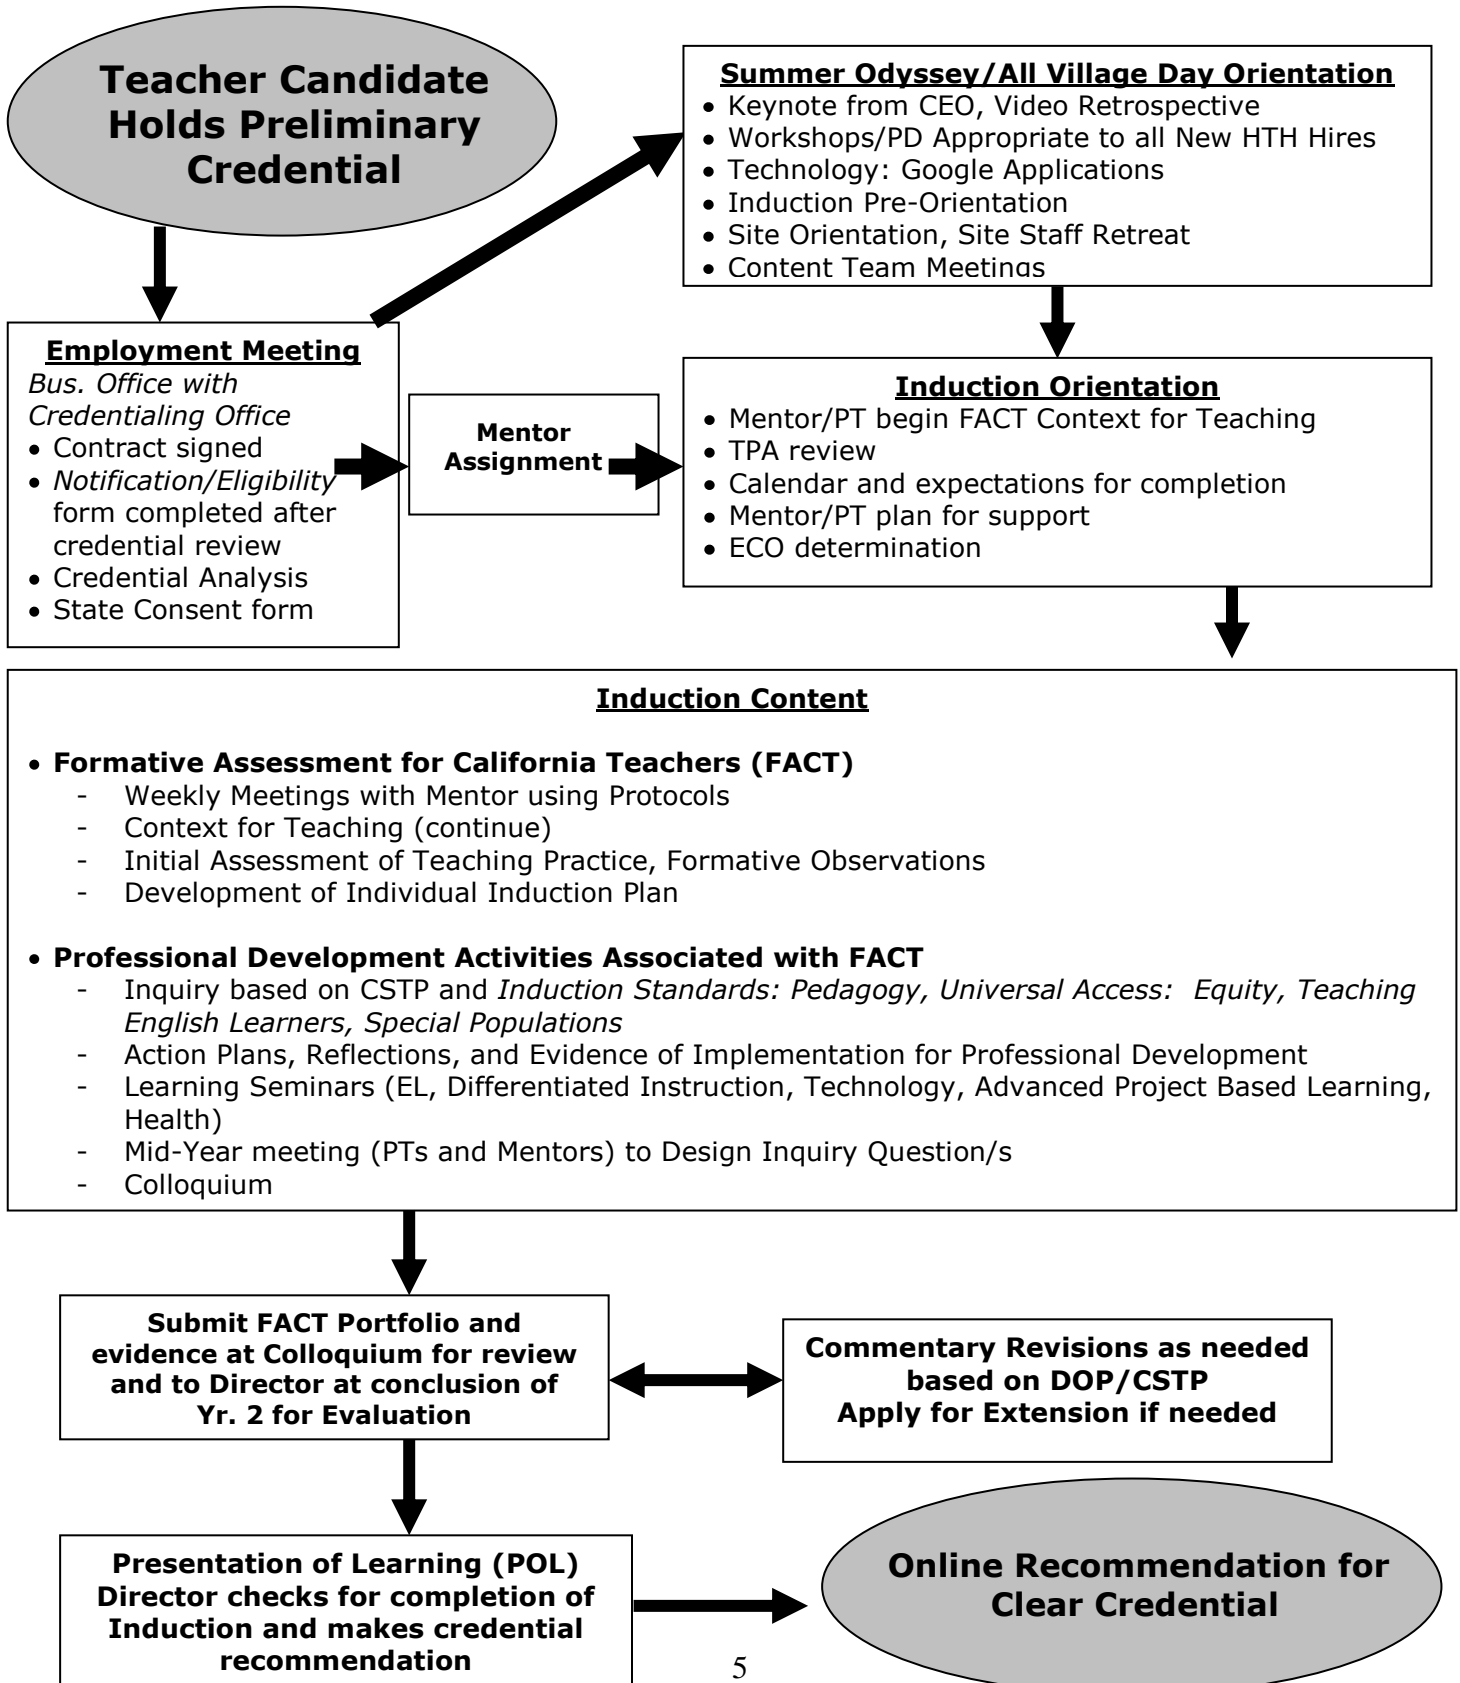 Teacher Candidate
Holds Preliminary
Credential
Summer Odyssey/All Village Day Orientation
• Keynote from CEO, Video Retrospective
• Workshops/PD Appropriate to all New HTH Hires
• Technology: Google Applications
• Induction Pre-Orientation
• Site Orientation, Site Staff Retreat
• Content Team Meetings
Employment Meeting
Bus. Office with
Credentialing Office
• Contract signed
• Notification/Eligibility
form completed after
credential review
• Credential Analysis
• State Consent form
Mentor
Assignment
Induction Orientation
• Mentor/PT begin FACT Context for Teaching
• TPA review
• Calendar and expectations for completion
• Mentor/PT plan for support
• ECO determination
Induction Content
• Formative Assessment for California Teachers (FACT)
- Weekly Meetings with Mentor using Protocols
- Context for Teaching (continue)
- Initial Assessment of Teaching Practice, Formative Observations
- Development of Individual Induction Plan
• Professional Development Activities Associated with FACT
- Inquiry based on CSTP and Induction Standards: Pedagogy, Universal Access: Equity, Teaching
English Learners, Special Populations
- Action Plans, Reflections, and Evidence of Implementation for Professional Development
- Learning Seminars (EL, Differentiated Instruction, Technology, Advanced Project Based Learning,
Health)
- Mid-Year meeting (PTs and Mentors) to Design Inquiry Question/s
- Colloquium
Submit FACT Portfolio and
evidence at Colloquium for review
and to Director at conclusion of
Yr. 2 for Evaluation
Commentary Revisions as needed
based on DOP/CSTP
Apply for Extension if needed
Presentation of Learning (POL)
Director checks for completion of
Induction and makes credential
recommendation
Online Recommendation for
Clear Credential
5